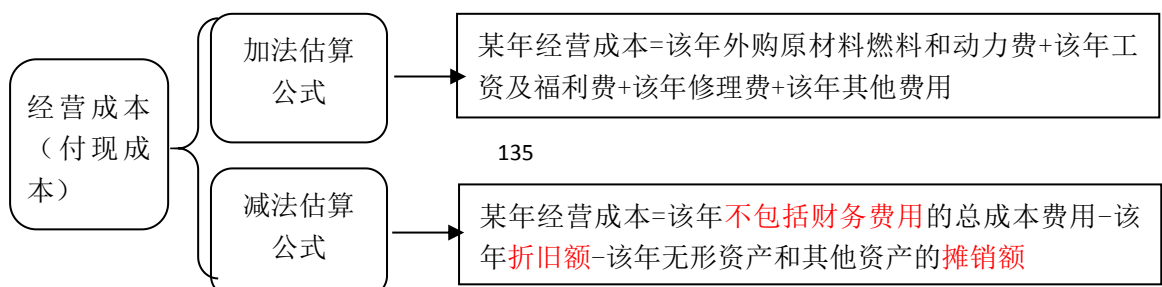 经营成本
（付现成
本）
加法估算
公式
某年经营成本=该年外购原材料燃料和动力费+该年工
资及福利费+该年修理费+该年其他费用
135
减法估算
公式
某年经营成本=该年不包括财务费用的总成本费用−该
年折旧额−该年无形资产和其他资产的摊销额